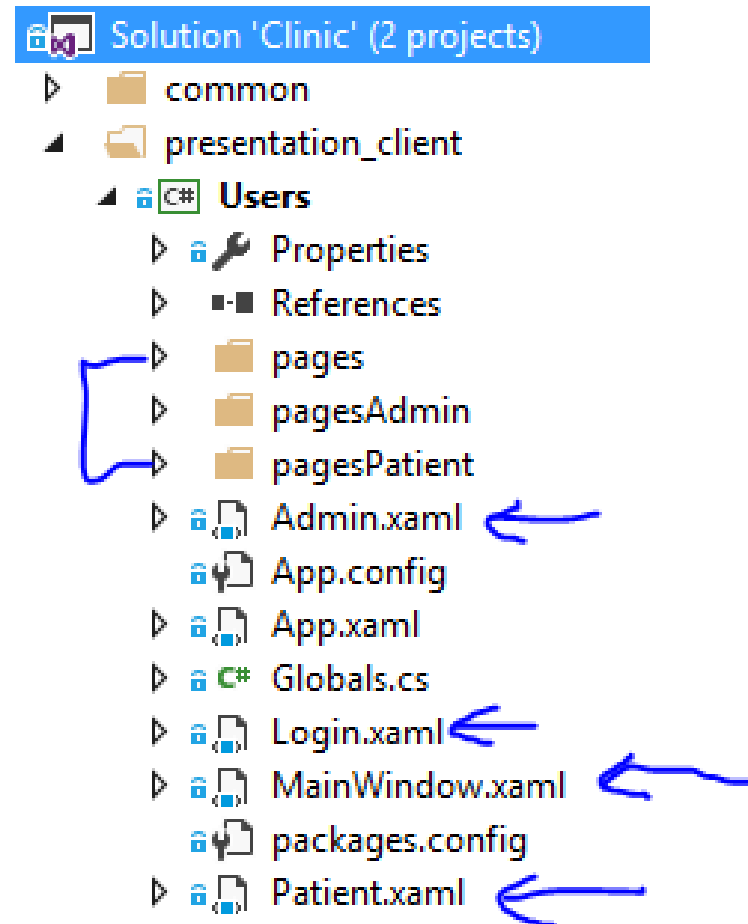 Solution 'Clinic' (2 projects)
common
presentation_client
C# Users
Properties
References
pages
pagesAdmin
pagesPatient
Admin.xaml
App.config
App.xaml
C# Globals.cs
Login.xaml
MainWindow.xaml
packages.config
Patient.xaml